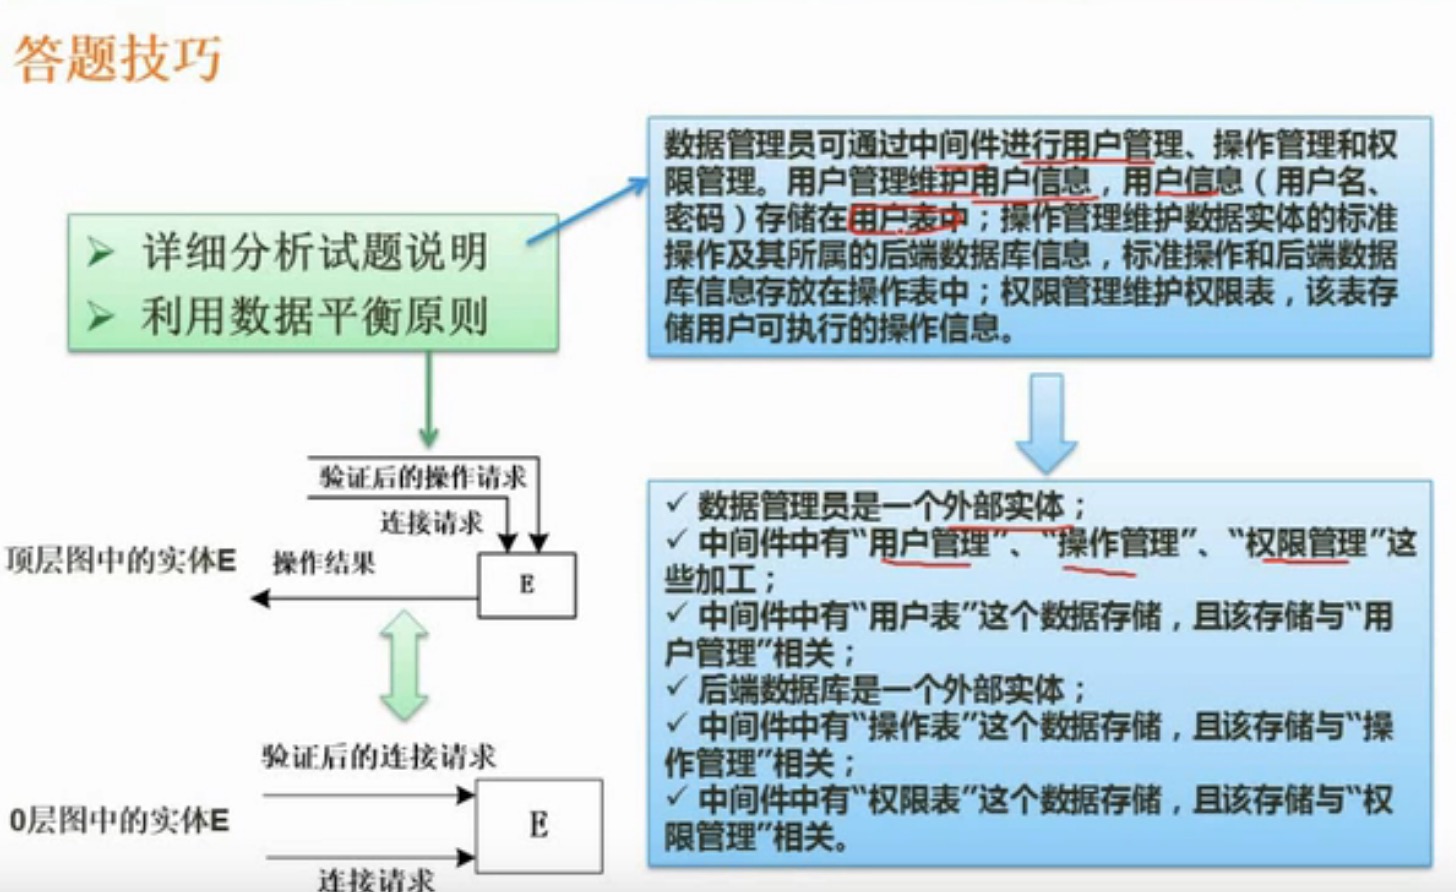 答题技巧
➢ 详细分析试题说明
➢ 利用数据平衡原则
数据管理员可通过中间件进行用户管理、操作管理和权
限管理。用户管理维护用户信息，用户信息（用户名、
密码）存储在用户表中；操作管理维护数据实体的标准
操作及其所属的后端数据库信息，标准操作和后端数据
库信息存放在操作表中；权限管理维护权限表，该表存
储用户可执行的操作信息。
验证后的操作请求
连接请求
顶层图中的实体E
操作结果
E
验证后的连接请求
0层图中的实体E
E
连接请求
✓ 数据管理员是一个外部实体；
✓ 中间件中有“用户管理”、“操作管理”、“权限管理”这
些加工；
✓ 中间件中有“用户表”这个数据存储，且该存储与“用
户管理”相关；
✓ 后端数据库是一个外部实体；
✓ 中间件中有“操作表”这个数据存储，且该存储与“操
作管理”相关；
✓ 中间件中有“权限表”这个数据存储，且该存储与“权
限管理”相关。